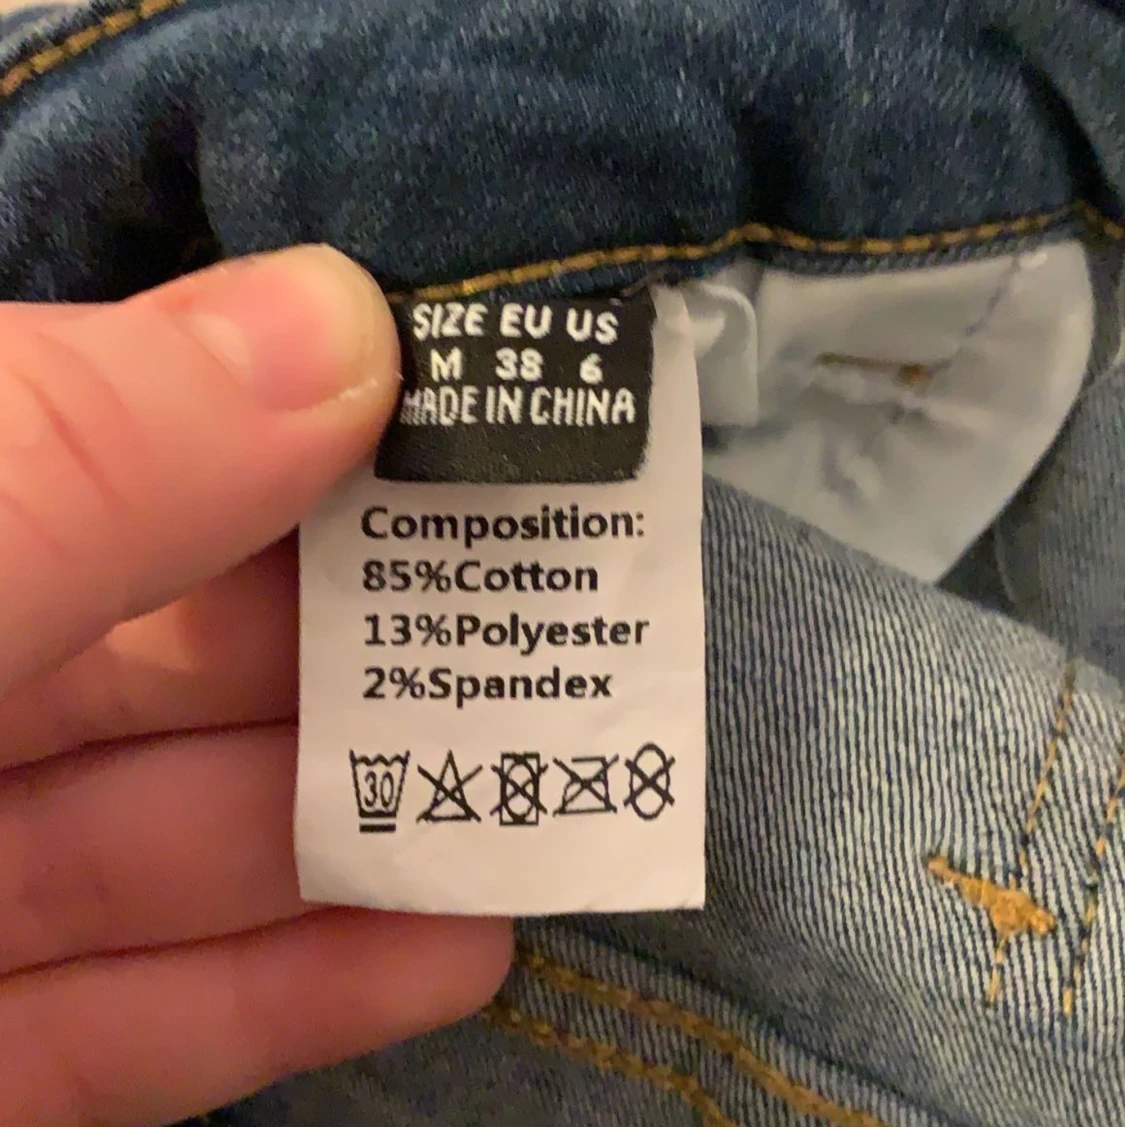 SIZE EU US
M 38 6
MADE IN CHINA
Composition:
85%Cotton
13%Polyester
2%Spandex
30